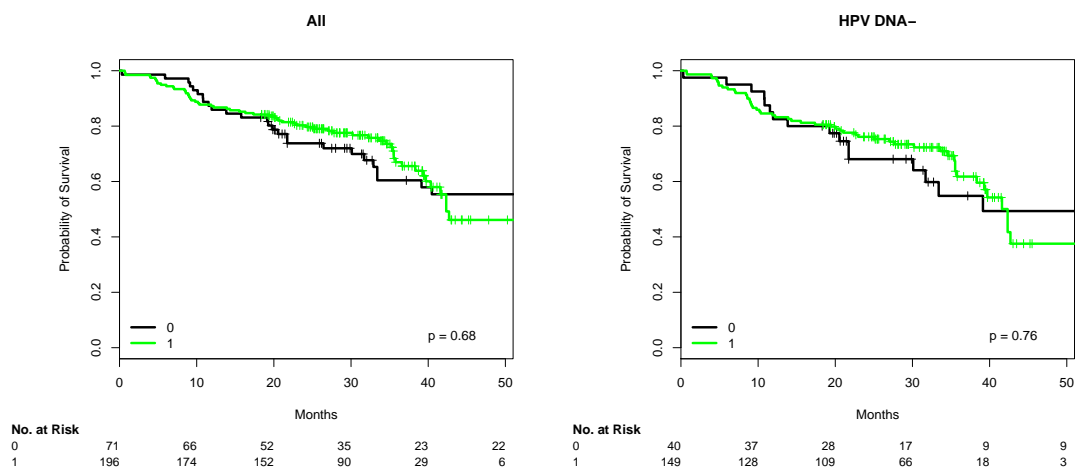 All
Probability of Survival
1.0
0.8
0.6
0.4
0.2
0.0
0
1
p = 0.68
0 10 20 30 40 50
Months
No. at Risk
0 71 66 52 35 23 22
1 196 174 152 90 29 6
HPV DNA−
Probability of Survival
1.0
0.8
0.6
0.4
0.2
0.0
0
1
p = 0.76
0 10 20 30 40 50
Months
No. at Risk
0 40 37 28 17 9 9
1 149 128 109 66 18 3